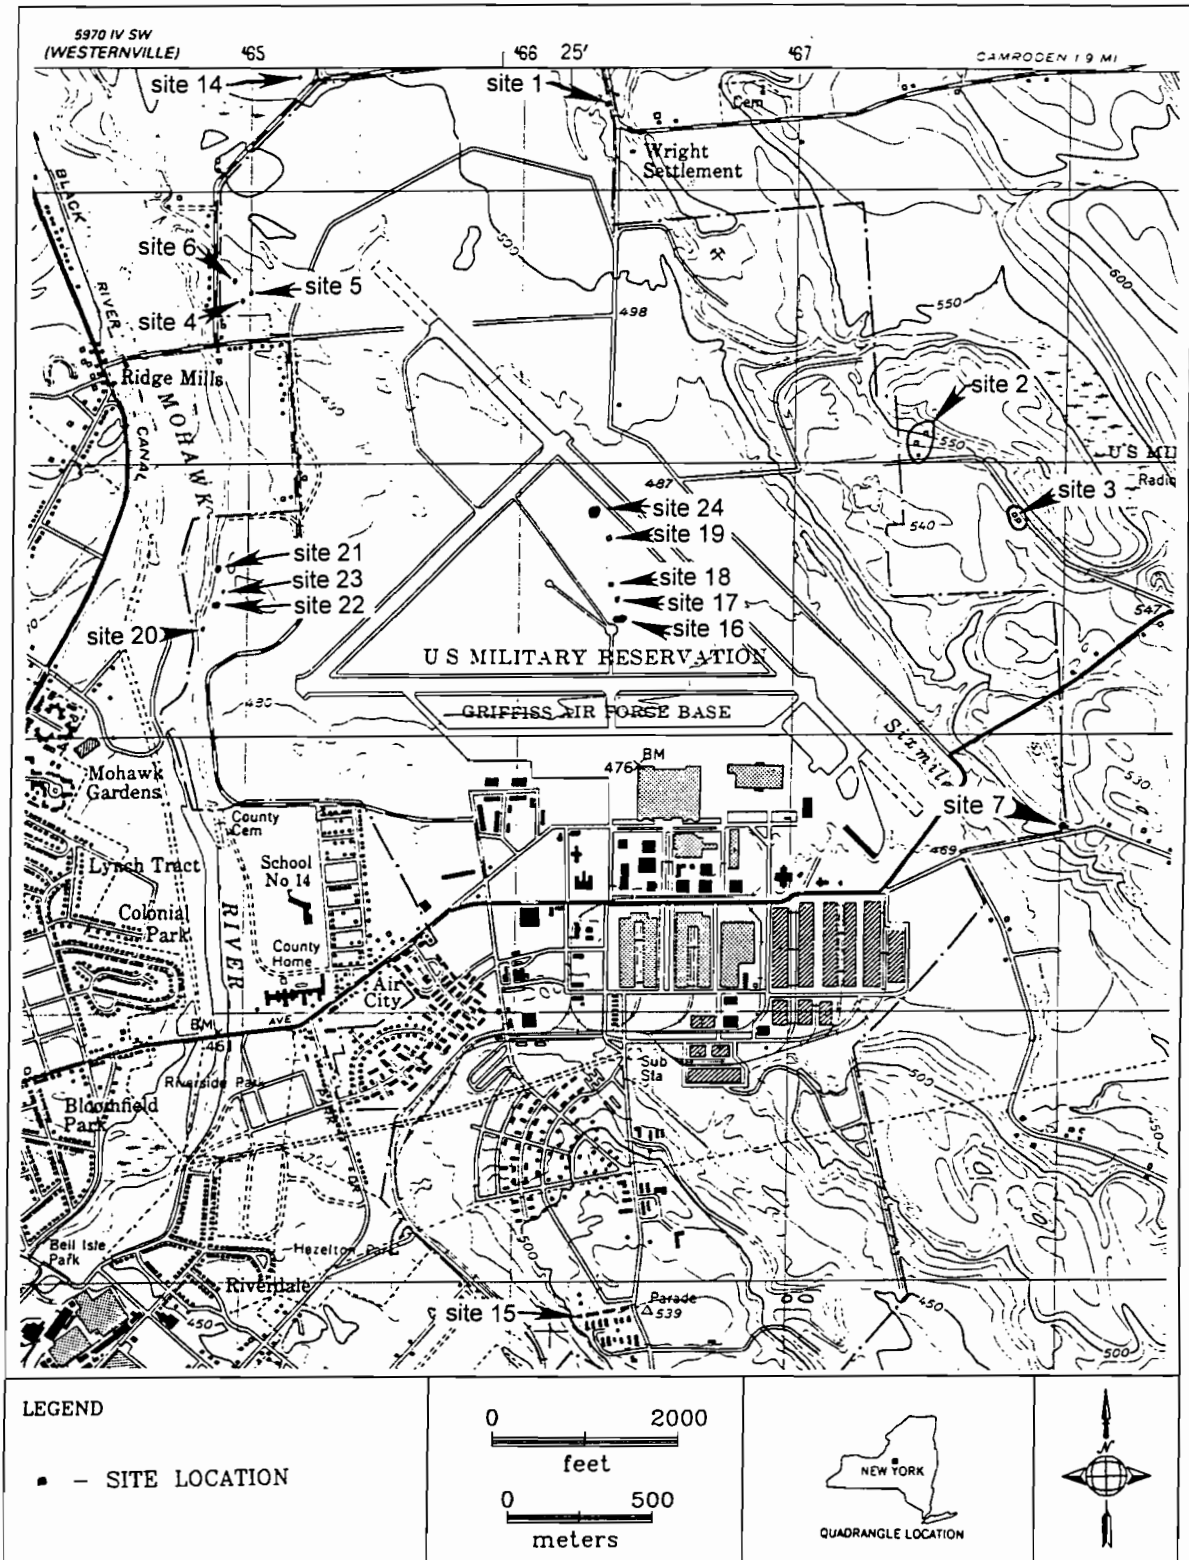 5970 IV SW
(WESTERNVILLE)
465
466
25'
467
CAMRODEN 1.9 MI
site 14
site 1
Cem
Wright
Settlement
BLACK
RIVER
site 6
site 5
site 4
500
600
550
498
Ridge Mills
MOHAWK
CANAL
490
site 2
550
U S MIL
Radio
487
site 24
site 3
540
site 19
site 21
site 23
site 18
site 22
site 17
site 20
site 16
547
U S MILITARY RESERVATION
GRIFFISS AIR FORCE BASE
Sixmile
BM
476
530
Mohawk
Gardens
site 7
County
Cem
469
Lynch Tract
School
No 14
Colonial
Park
RIVER
County
Home
Air
City
AVE
BM
461
Sub
Sta
Riverside Park
500
Bloomfield
Park
550
Bell Isle
Park
Hazelton Park
500
Riverdale
450
site 15
Parade
539
450
500
LEGEND
– SITE LOCATION
0 2000
feet
0 500
meters
NEW YORK
QUADRANGLE LOCATION
N